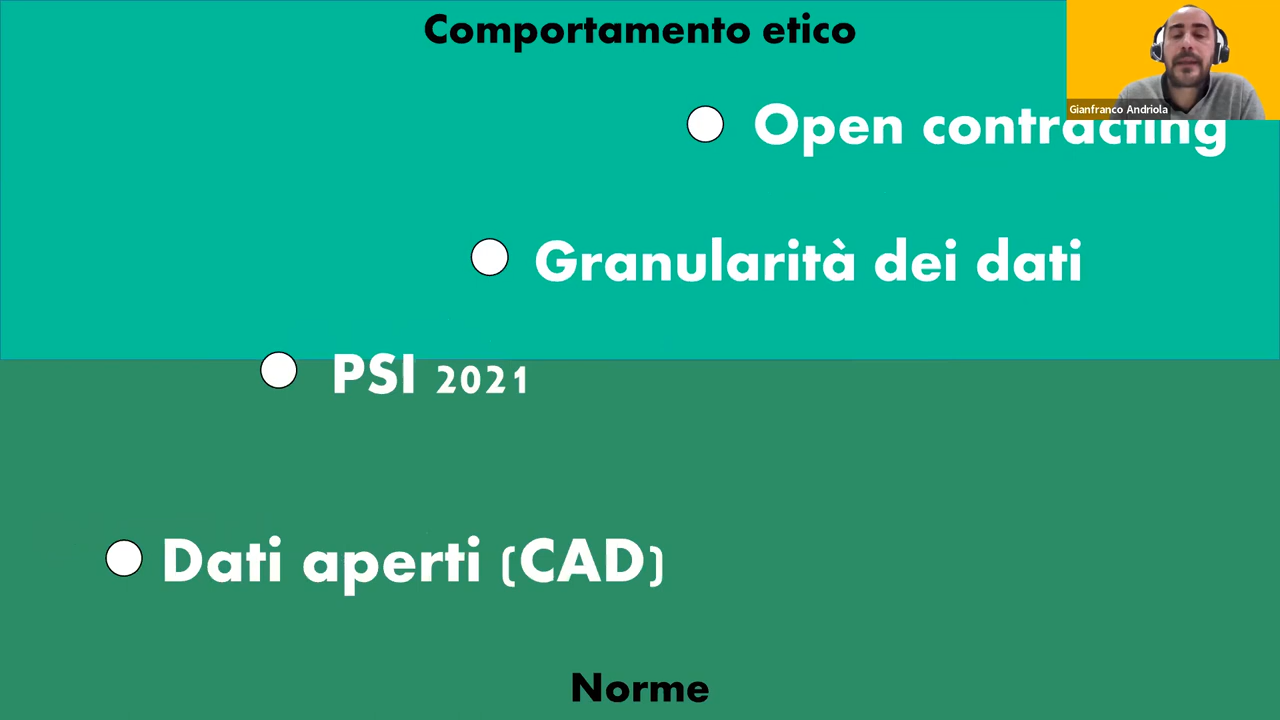 Comportamento etico
Gianfranco Andriola
Open contracting
Granularità dei dati
PSI 2021
Dati aperti (CAD)
Norme